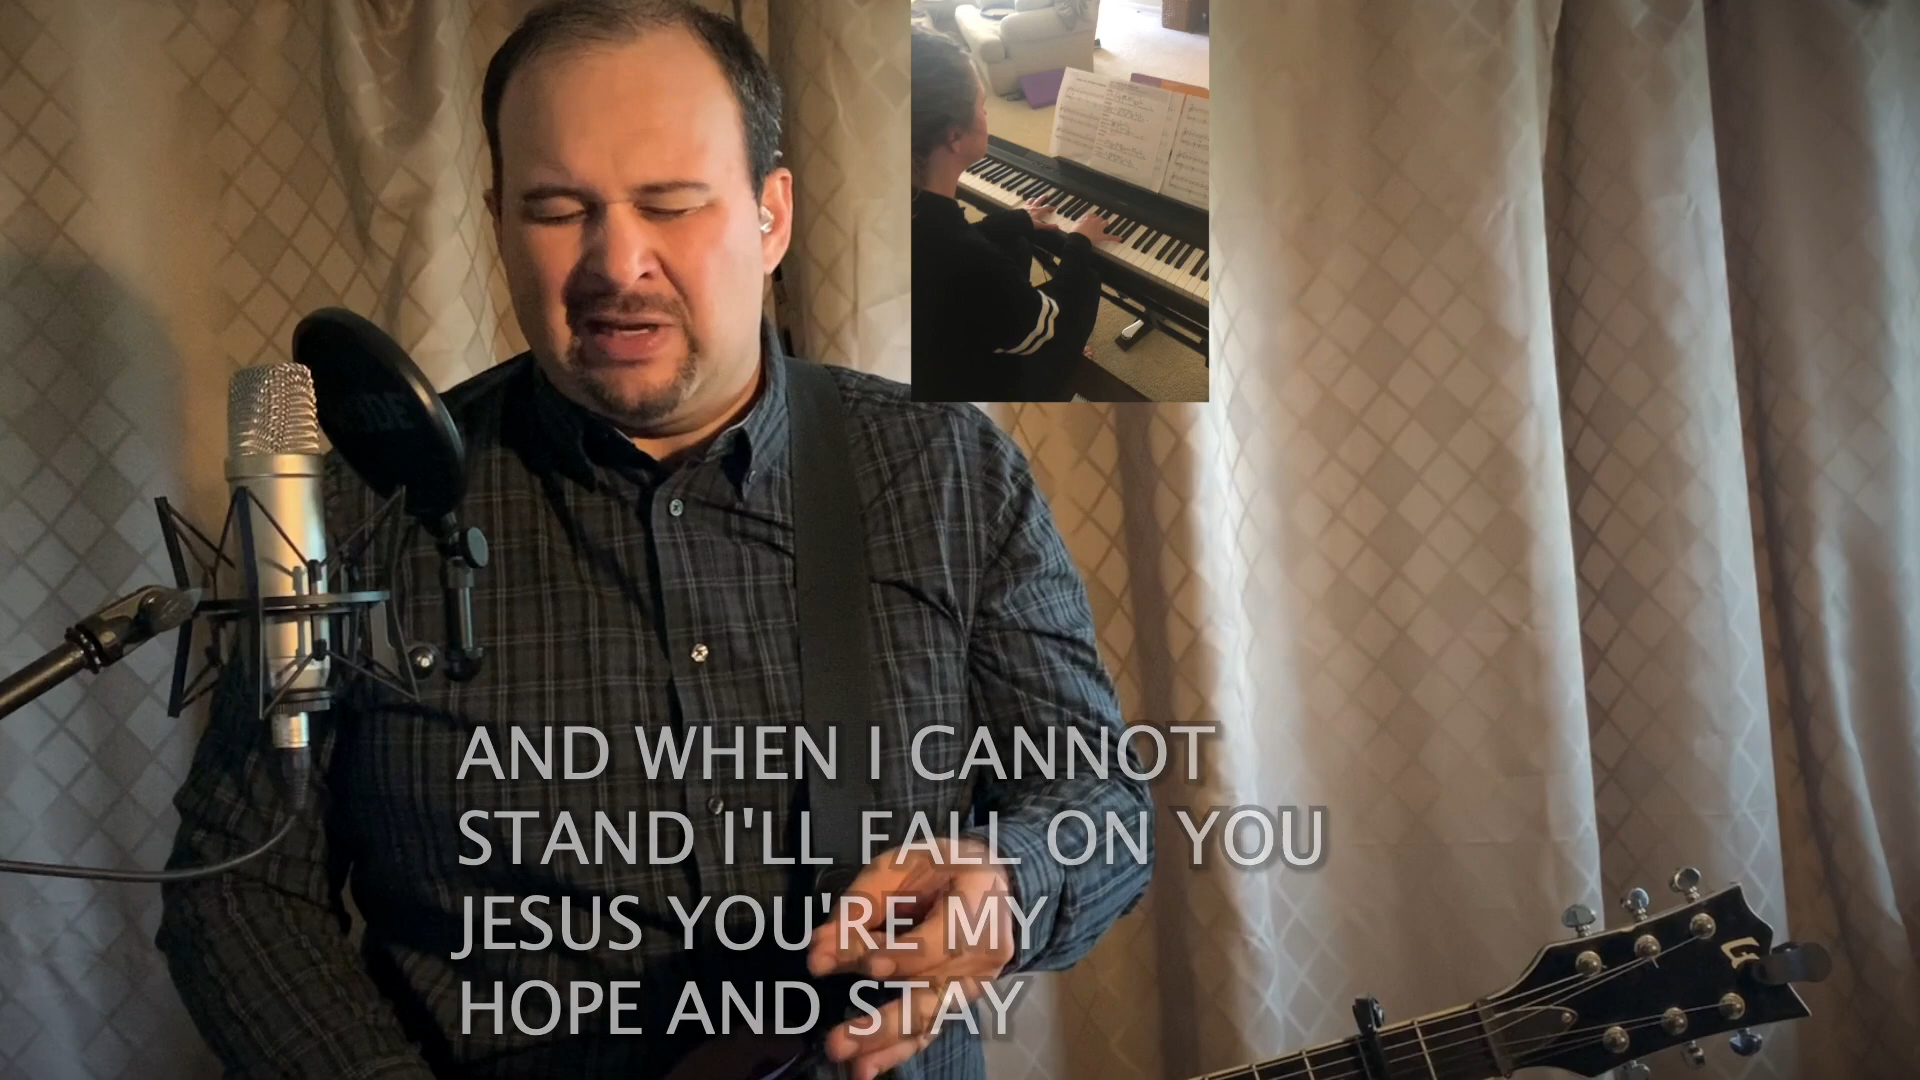 AND WHEN I CANNOT
STAND I'LL FALL ON YOU
JESUS YOU'RE MY
HOPE AND STAY